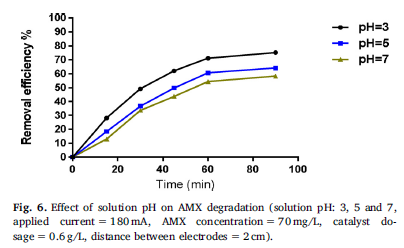 Removal efficiency %
100
90
80
70
60
50
40
30
20
10
0
0
20
40
60
80
100
Time (min)
pH=3
pH=5
pH=7
Fig. 6. Effect of solution pH on AMX degradation (solution pH: 3, 5 and 7,
applied current = 180 mA, AMX concentration = 70 mg/L, catalyst do-
sage = 0.6 g/L, distance between electrodes = 2 cm).